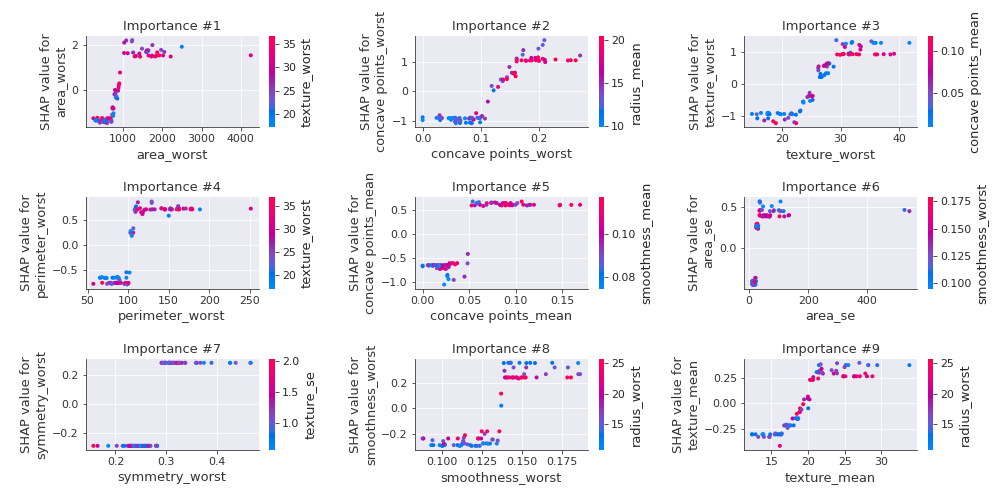 Importance #1
SHAP value for
area_worst
2
0
1000 2000 3000 4000
area_worst
35
30
25
20
texture_worst
Importance #2
SHAP value for
concave points_worst
1
0
−1
0.0 0.1 0.2
concave points_worst
20
15
10
radius_mean
Importance #3
SHAP value for
texture_worst
1
0
−1
20 30 40
texture_worst
0.10
0.05
concave points_mean
Importance #4
SHAP value for
perimeter_worst
0.5
0.0
−0.5
50 100 150 200 250
perimeter_worst
35
30
25
20
texture_worst
Importance #5
SHAP value for
concave points_mean
0.5
0.0
−0.5
−1.0
0.00 0.05 0.10 0.15
concave points_mean
0.10
0.08
smoothness_mean
Importance #6
SHAP value for
area_se
0.5
0.0
0 200 400
area_se
0.175
0.150
0.125
0.100
smoothness_worst
Importance #7
SHAP value for
symmetry_worst
0.2
0.0
−0.2
0.2 0.3 0.4
symmetry_worst
2.0
1.5
1.0
texture_se
Importance #8
SHAP value for
smoothness_worst
0.2
0.0
−0.2
0.100 0.125 0.150 0.175
smoothness_worst
25
20
15
radius_worst
Importance #9
SHAP value for
texture_mean
0.25
0.00
−0.25
15 20 25 30
texture_mean
25
20
15
radius_worst